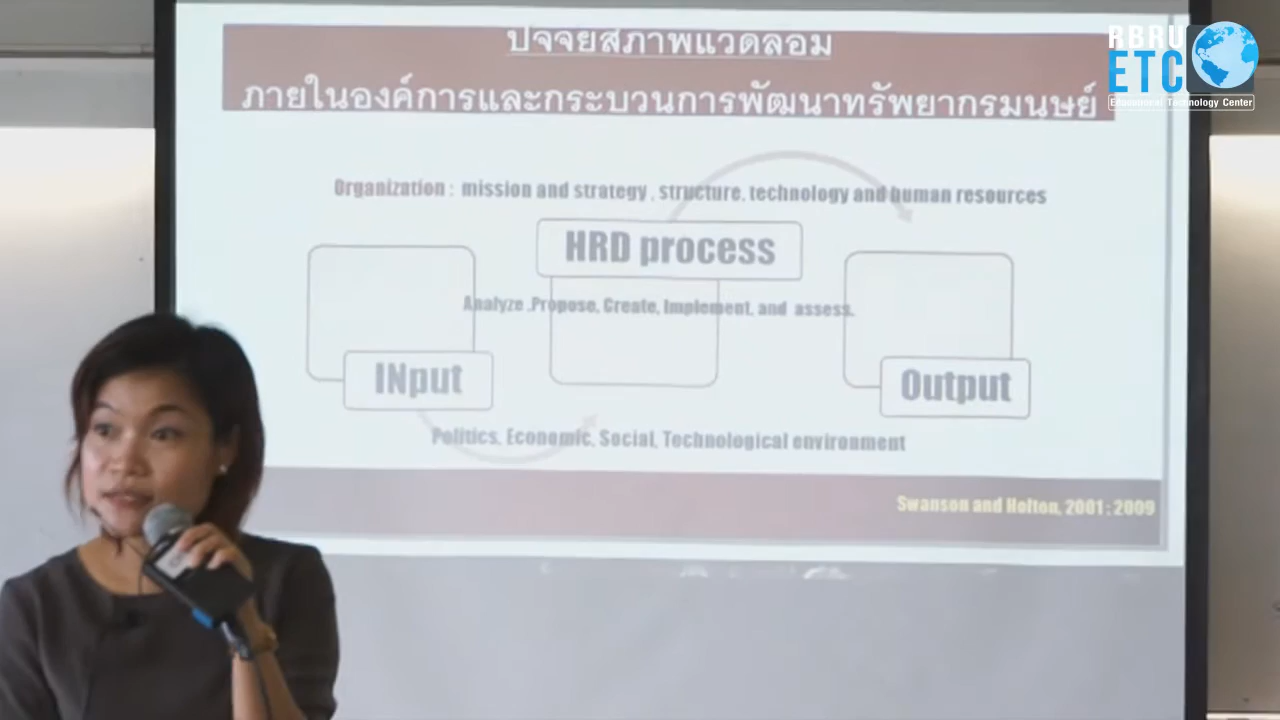 RBRU
ETC
Educational Technology Center
ปัจจัยสภาพแวดล้อม
ภายในองค์การและกระบวนการพัฒนาทรัพยากรมนุษย์
Organization : mission and strategy , structure, technology and human resources
HRD process
Analyze .Propose, Create, Implement, and assess.
INput
Output
Politics, Economic, Social, Technological environment
Swanson and Holton, 2001 ; 2009